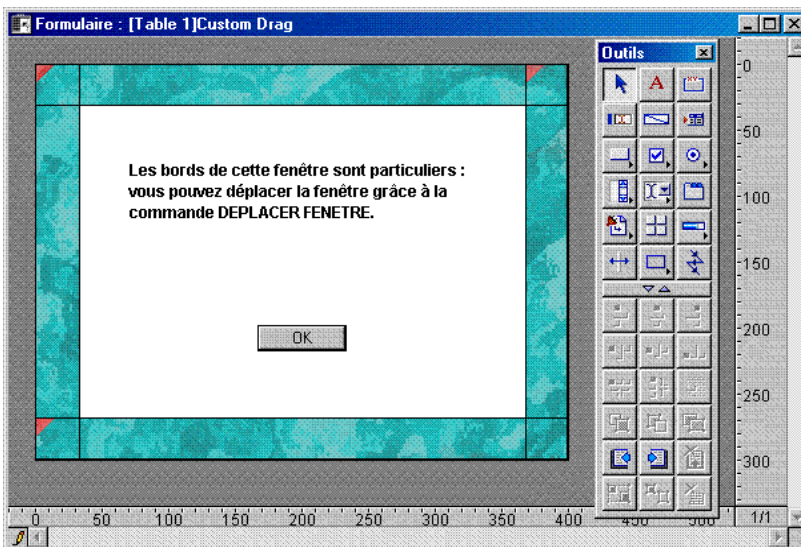 Formulaire : [Table 1]Custom Drag
Outils
A
Les bords de cette fenêtre sont particuliers :
vous pouvez déplacer la fenêtre grâce à la
commande DEPLACER FENETRE.
OK
0
50
100
150
200
250
300
0 50 100 150 200 250 300 350 400 450 500 1/1